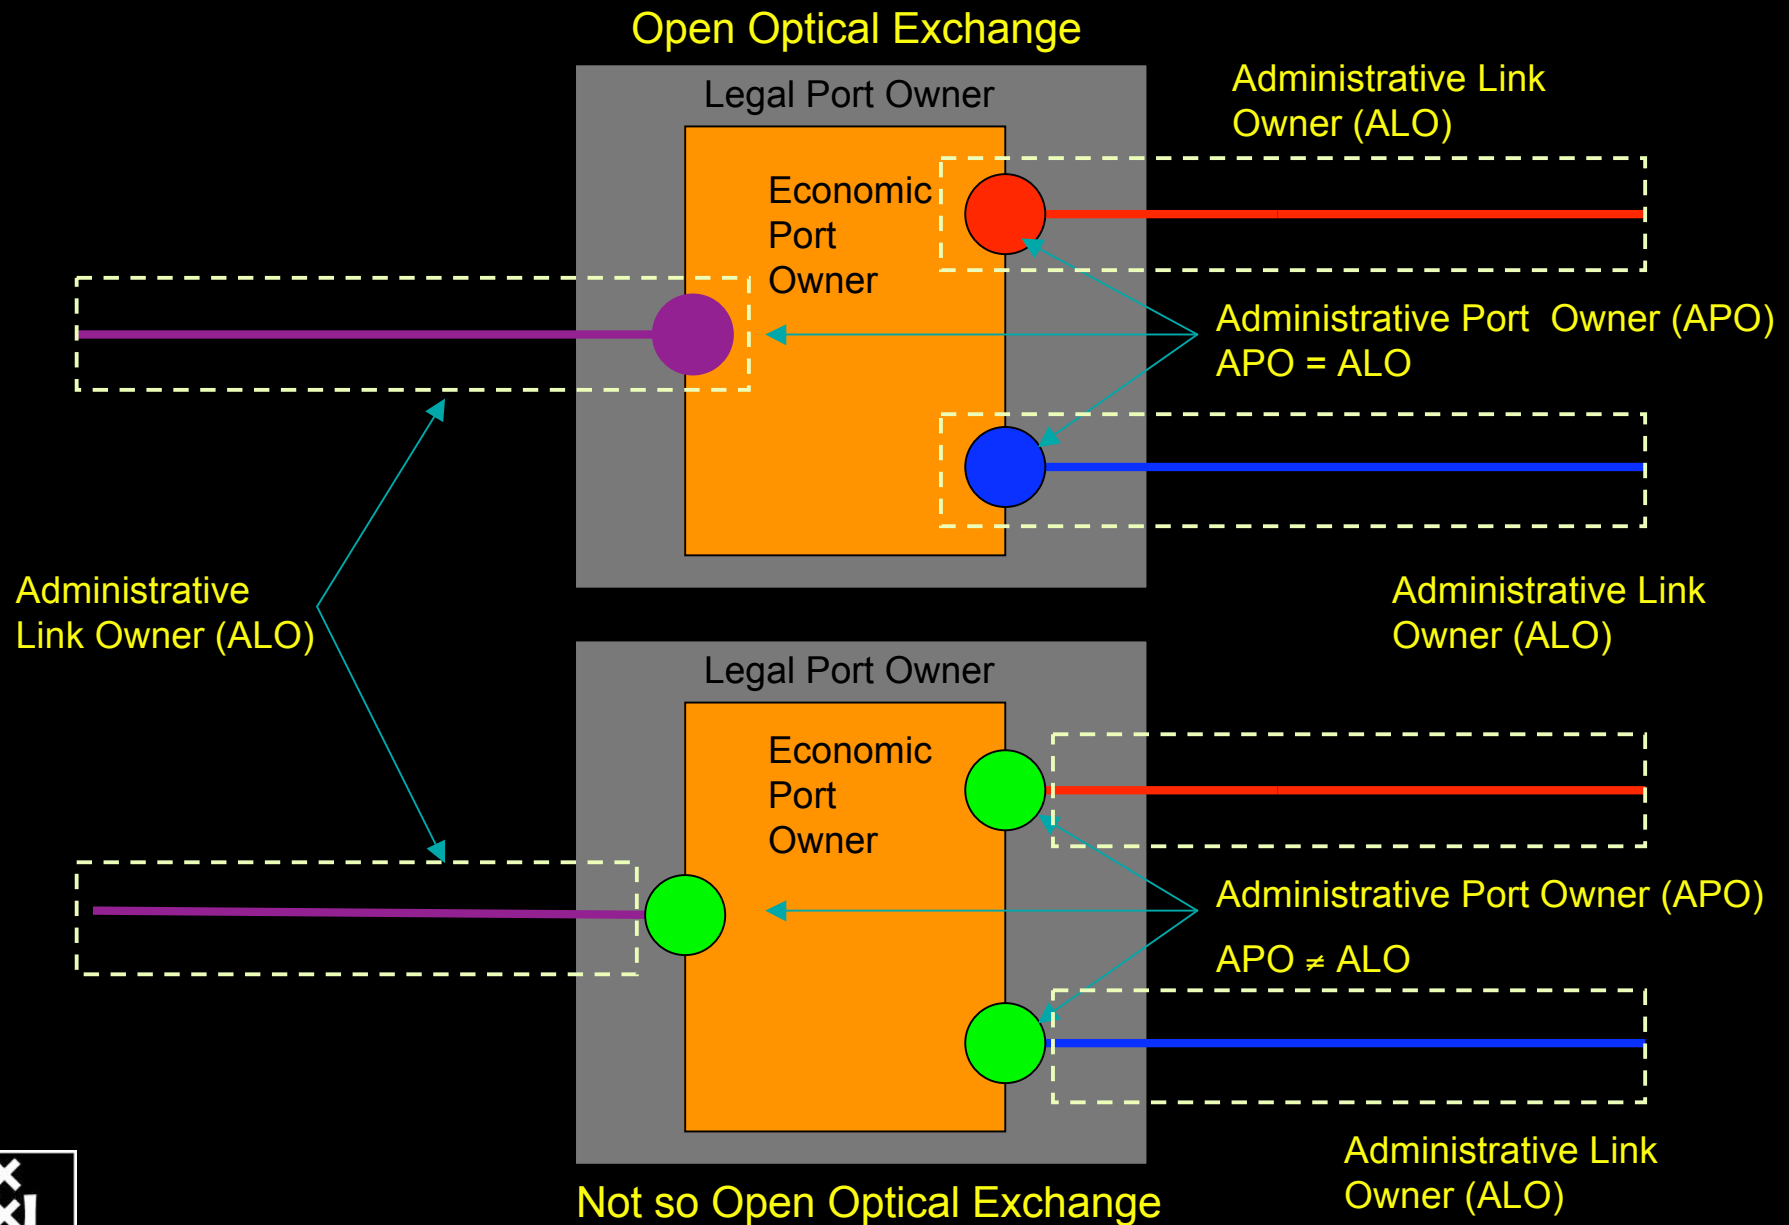 Open Optical Exchange
Legal Port Owner
Administrative Link
Owner (ALO)
Economic
Port
Owner
Administrative Port  Owner (APO)
APO = ALO
Administrative
Link Owner (ALO)
Administrative Link
Owner (ALO)
Legal Port Owner
Economic
Port
Owner
Administrative Port Owner (APO)
APO ≠ ALO
Administrative Link
Owner (ALO)
Not so Open Optical Exchange